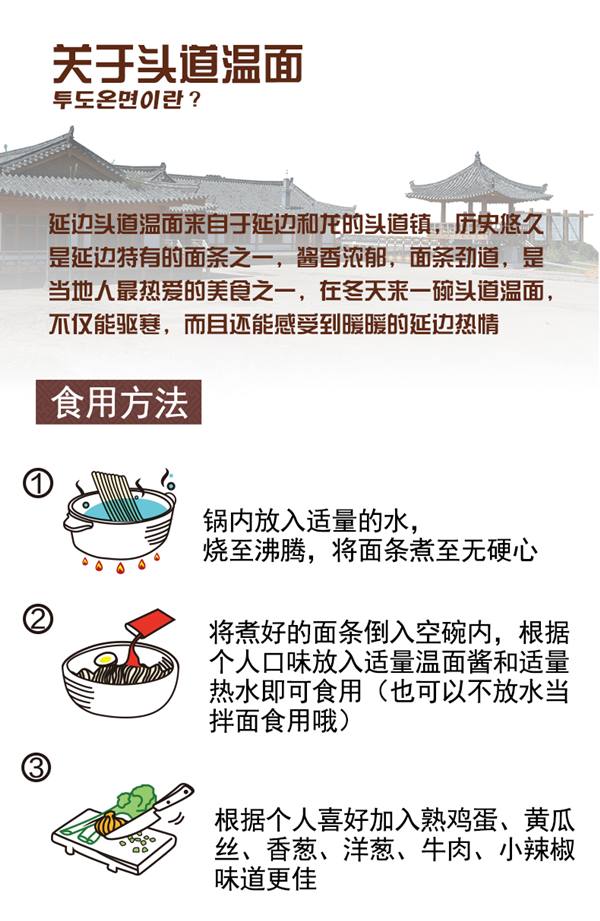 关于头道温面
투도온면이란？
延边头道温面来自于延边和龙的头道镇，历史悠久
是延边特有的面条之一，酱香浓郁，面条劲道，是
当地人最热爱的美食之一，在冬天来一碗头道温面，
不仅能驱寒，而且还能感受到暖暖的延边热情
食用方法
①
锅内放入适量的水，
烧至沸腾，将面条煮至无硬心
②
将煮好的面条倒入空碗内，根据
个人口味放入适量温面酱和适量
热水即可食用（也可以不放水当
拌面食用哦）
③
根据个人喜好加入熟鸡蛋、黄瓜
丝、香葱、洋葱、牛肉、小辣椒
味道更佳